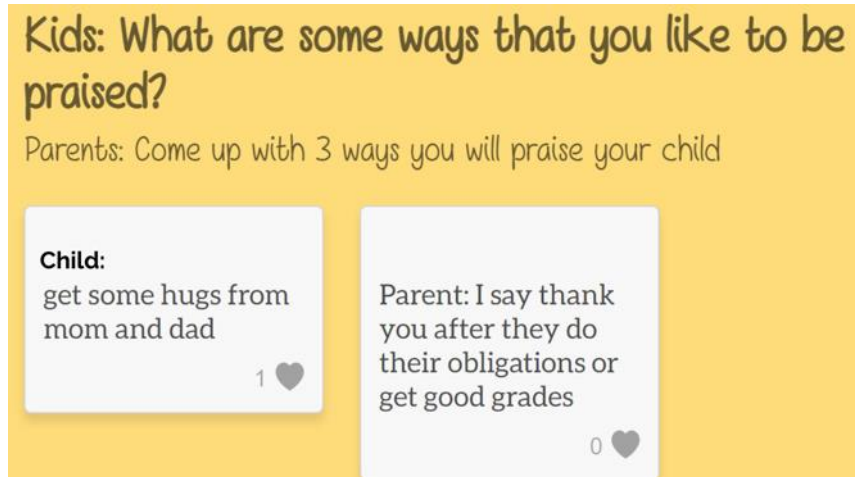 Kids: What are some ways that you like to be
praised?
Parents: Come up with 3 ways you will praise your child
Child:
get some hugs from
mom and dad
1
Parent: I say thank
you after they do
their obligations or
get good grades
0